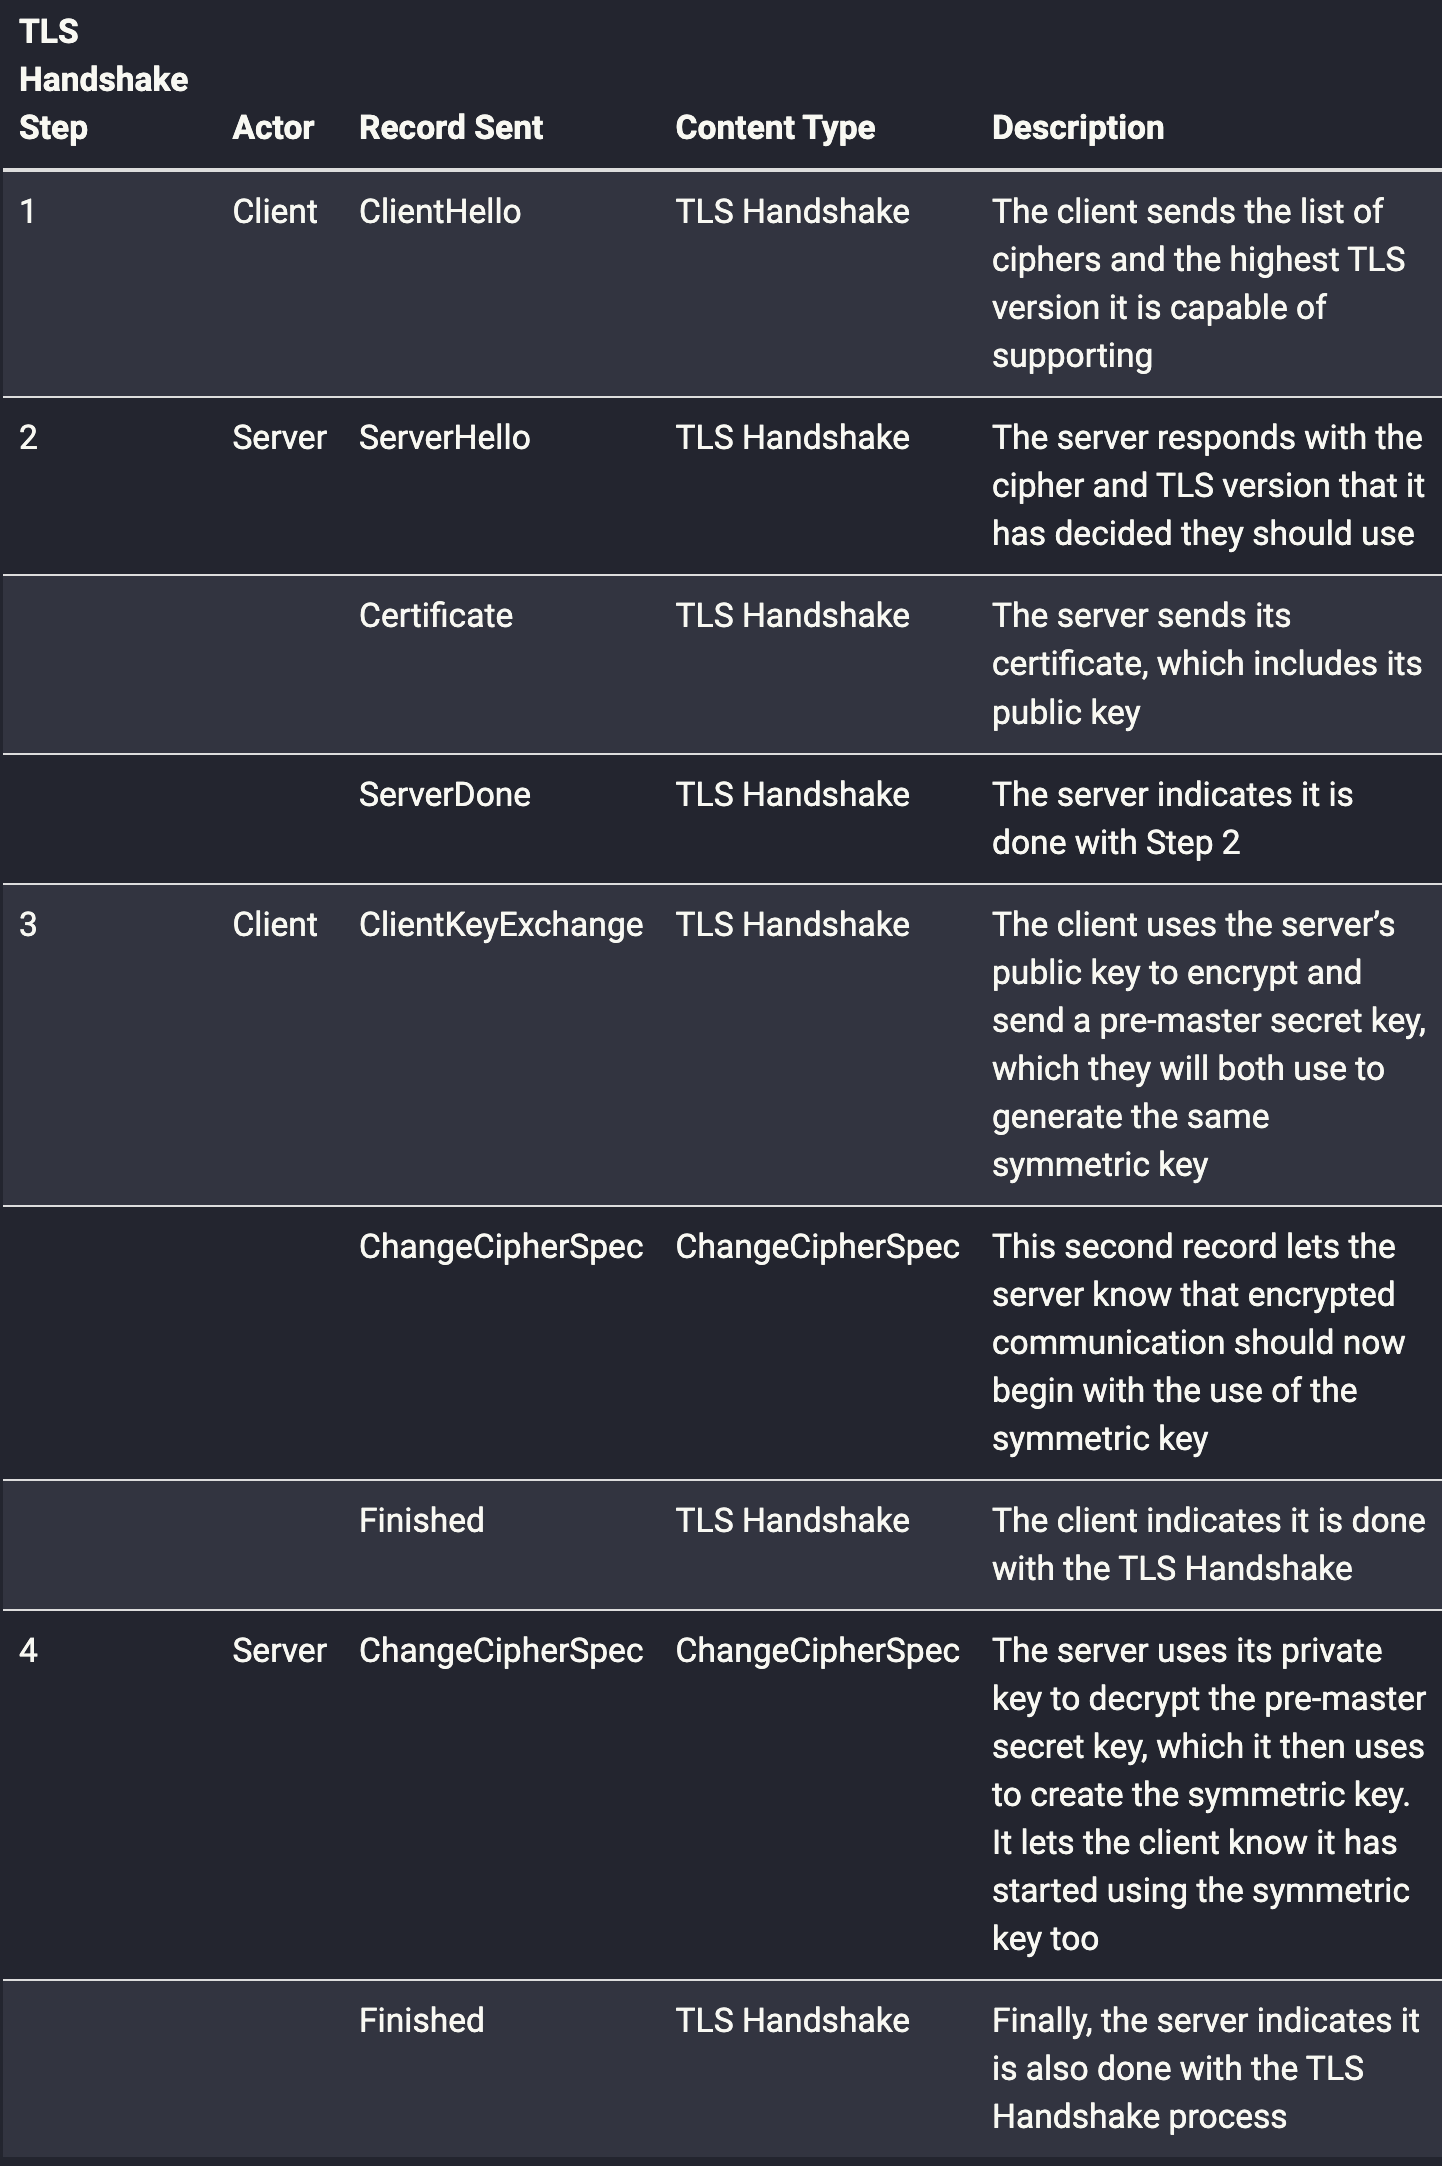 TLS
Handshake
Step Actor Record Sent Content Type Description
1 Client ClientHello TLS Handshake The client sends the list of
ciphers and the highest TLS
version it is capable of
supporting
2 Server ServerHello TLS Handshake The server responds with the
cipher and TLS version that it
has decided they should use
Certificate TLS Handshake The server sends its
certificate, which includes its
public key
ServerDone TLS Handshake The server indicates it is
done with Step 2
3 Client ClientKeyExchange TLS Handshake The client uses the server’s
public key to encrypt and
send a pre-master secret key,
which they will both use to
generate the same
symmetric key
ChangeCipherSpec ChangeCipherSpec This second record lets the
server know that encrypted
communication should now
begin with the use of the
symmetric key
Finished TLS Handshake The client indicates it is done
with the TLS Handshake
4 Server ChangeCipherSpec ChangeCipherSpec The server uses its private
key to decrypt the pre-master
secret key, which it then uses
to create the symmetric key.
It lets the client know it has
started using the symmetric
key too
Finished TLS Handshake Finally, the server indicates it
is also done with the TLS
Handshake process